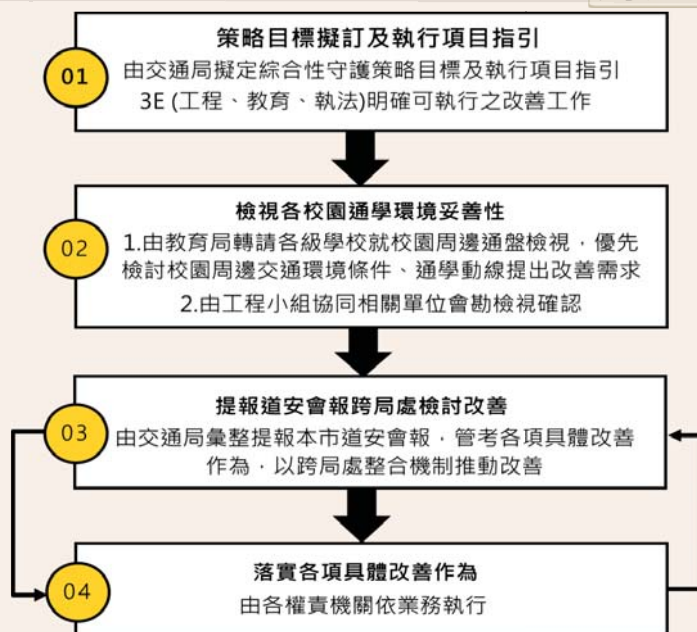 策略目標擬訂及執行項目指引
01
由交通局擬定綜合性守護策略目標及執行項目指引
3E (工程、教育、執法)明確可執行之改善工作
檢視各校園通學環境妥善性
02
1.由教育局轉請各級學校就校園周邊通盤檢視，優先
檢討校園周邊交通環境條件、通學動線提出改善需求
2.由工程小組協同相關單位會勘檢視確認
提報道安會報跨局處檢討改善
03
由交通局彙整提報本市道安會報，管考各項具體改善
作為，以跨局處整合機制推動改善
落實各項具體改善作為
04
由各權責機關依業務執行